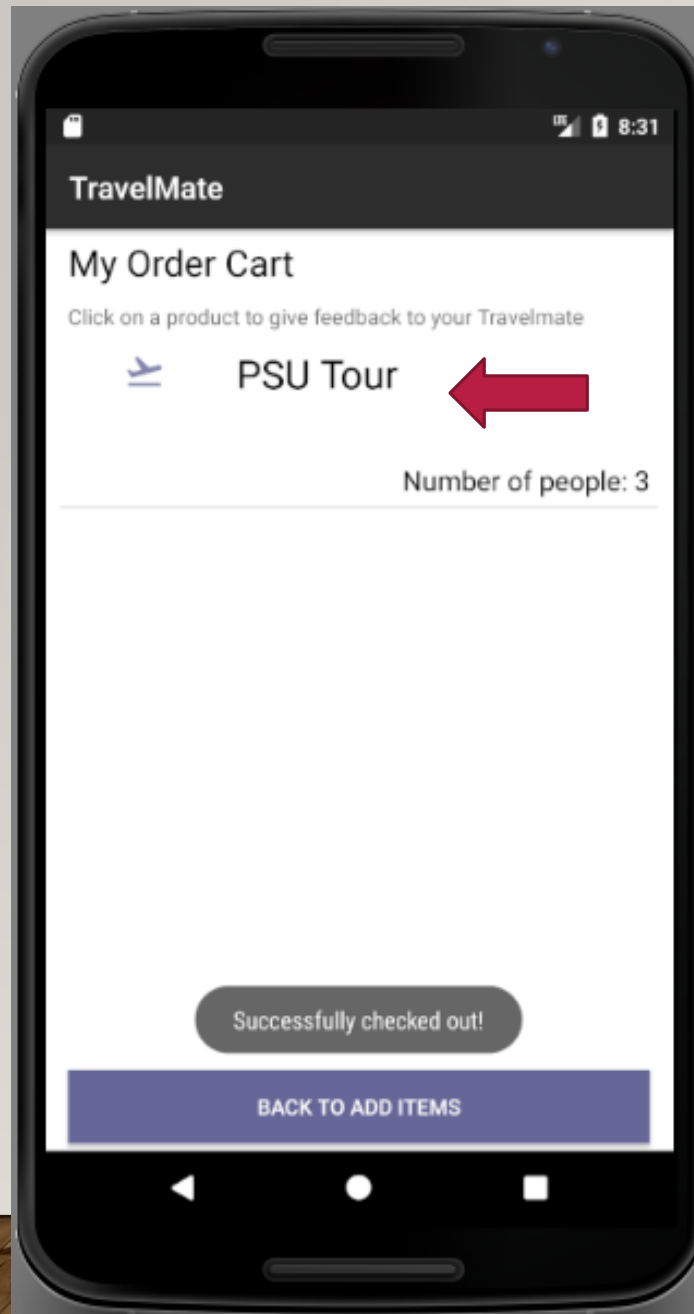 LTE 8:31
TravelMate
My Order Cart
Click on a product to give feedback to your Travelmate
PSU Tour
Number of people: 3
Successfully checked out!
BACK TO ADD ITEMS